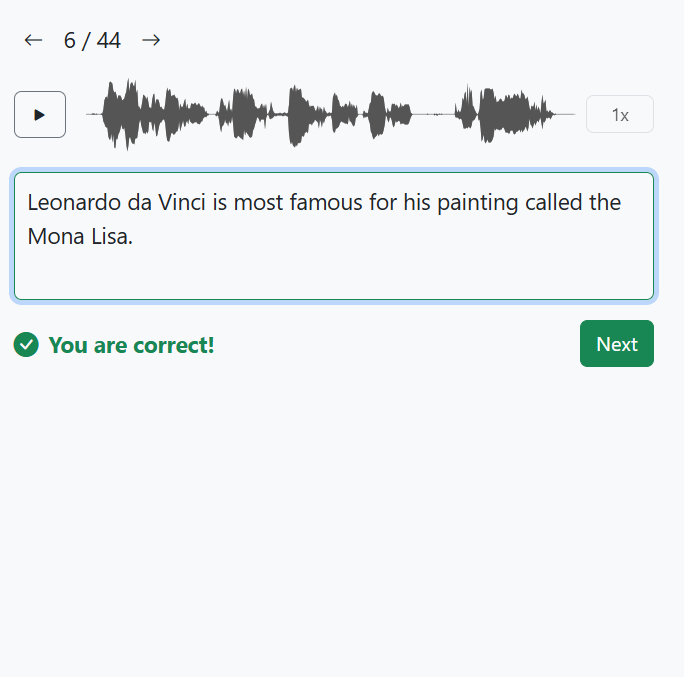 ← 6 / 44 →
1x
Leonardo da Vinci is most famous for his painting called the
Mona Lisa.
You are correct!
Next